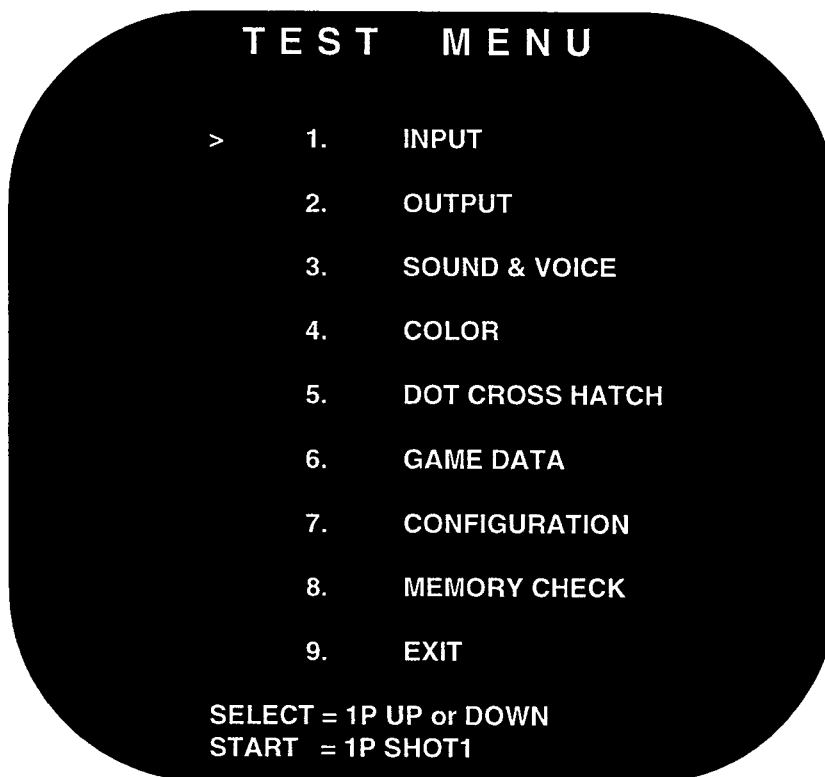 TEST MENU
> 1. INPUT
2. OUTPUT
3. SOUND & VOICE
4. COLOR
5. DOT CROSS HATCH
6. GAME DATA
7. CONFIGURATION
8. MEMORY CHECK
9. EXIT
SELECT = 1P UP or DOWN
START = 1P SHOT1